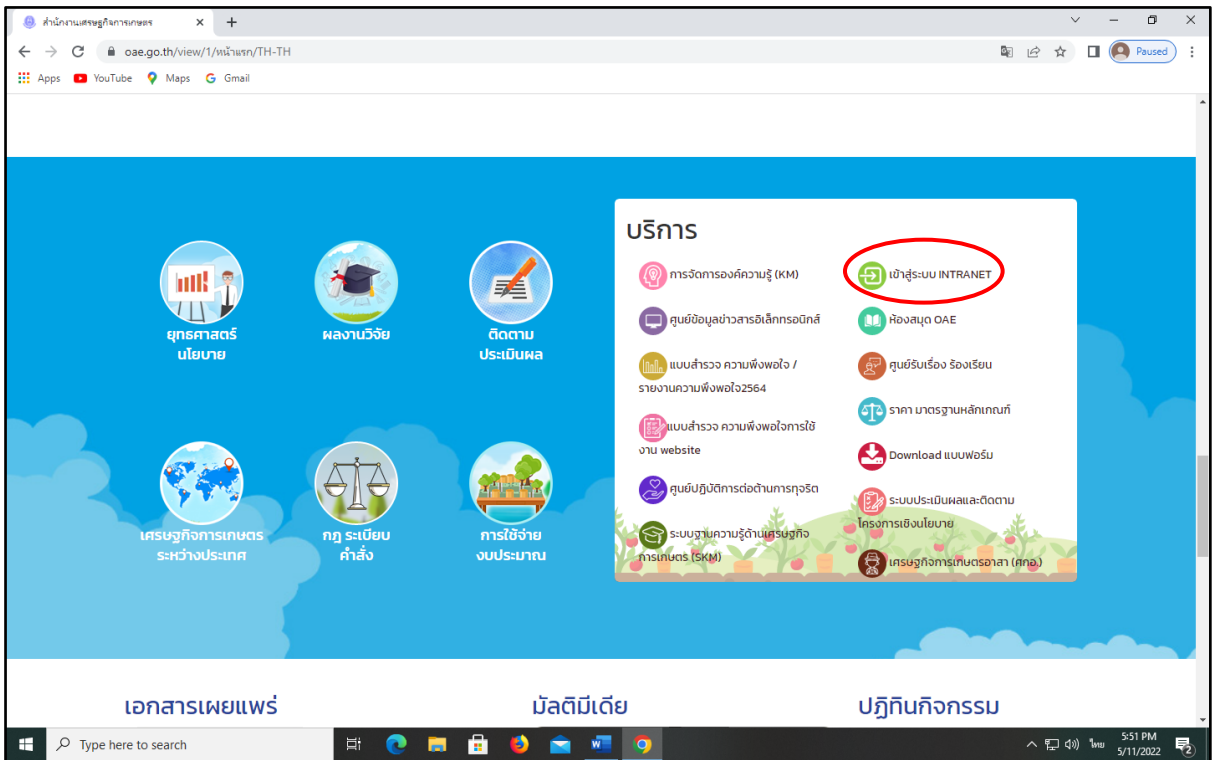 สำนักงานเศรษฐกิจการเกษตร
oae.go.th/view/1/หน้าแรก/TH-TH
Paused
Apps
YouTube
Maps
Gmail
ยุทธศาสตร์
นโยบาย
ผลงานวิจัย
ติดตาม
ประเมินผล
เศรษฐกิจการเกษตร
ระหว่างประเทศ
กฎ ระเบียบ
คำสั่ง
การใช้จ่าย
งบประมาณ
บริการ
การจัดการองค์ความรู้ (KM)
ศูนย์ข้อมูลข่าวสารอิเล็กทรอนิกส์
แบบสำรวจ ความพึงพอใจ /
รายงานความพึงพอใจ2564
แบบสำรวจ ความพึงพอใจการใช้
งาน website
ศูนย์ปฏิบัติการต่อต้านการทุจริต
ระบบฐานความรู้ด้านเศรษฐกิจ
การเกษตร (SKM)
เข้าสู่ระบบ INTRANET
ห้องสมุด OAE
ศูนย์รับเรื่อง ร้องเรียน
ราคา มาตรฐานหลักเกณฑ์
Download แบบฟอร์ม
ระบบประเมินผลและติดตาม
โครงการเชิงนโยบาย
เศรษฐกิจการเกษตรอาสา (ศกอ.)
เอกสารเผยแพร่
มัลติมีเดีย
ปฏิทินกิจกรรม
Type here to search
ไทย
5:51 PM
5/11/2022
2